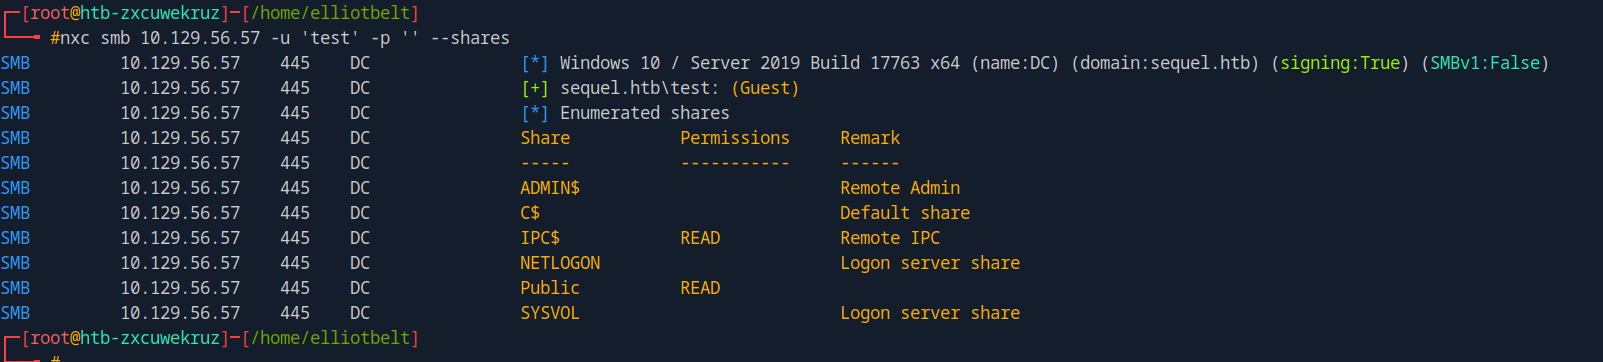 [root@htb-zxcuwekruz]-[/home/elliotbelt]
#nxc smb 10.129.56.57 -u 'test' -p '' --shares
SMB 10.129.56.57 445 DC [*] Windows 10 / Server 2019 Build 17763 x64 (name:DC) (domain:sequel.htb) (signing:True) (SMBv1:False)
SMB 10.129.56.57 445 DC [+] sequel.htb\test: (Guest)
SMB 10.129.56.57 445 DC [*] Enumerated shares
SMB 10.129.56.57 445 DC Share Permissions Remark
SMB 10.129.56.57 445 DC ----- ----------- ------
SMB 10.129.56.57 445 DC ADMIN$ Remote Admin
SMB 10.129.56.57 445 DC C$ Default share
SMB 10.129.56.57 445 DC IPC$ READ Remote IPC
SMB 10.129.56.57 445 DC NETLOGON Logon server share
SMB 10.129.56.57 445 DC Public READ
SMB 10.129.56.57 445 DC SYSVOL Logon server share
[root@htb-zxcuwekruz]-[/home/elliotbelt]
#